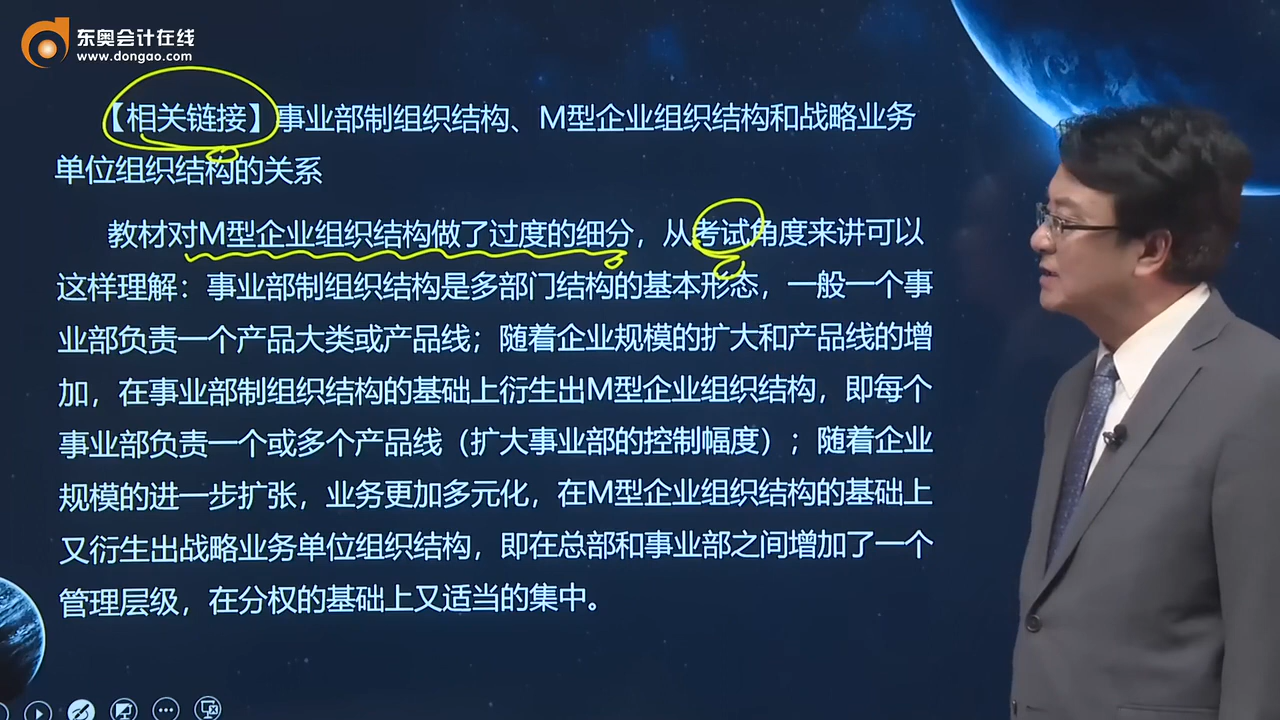 东奥会计在线
www.dongao.com
【相关链接】事业部制组织结构、M型企业组织结构和战略业务
单位组织结构的关系
教材对M型企业组织结构做了过度的细分，从考试角度来讲可以
这样理解：事业部制组织结构是多部门结构的基本形态，一般一个事
业部负责一个产品大类或产品线；随着企业规模的扩大和产品线的增
加，在事业部制组织结构的基础上衍生出M型企业组织结构，即每个
事业部负责一个或多个产品线（扩大事业部的控制幅度）；随着企业
规模的进一步扩张，业务更加多元化，在M型企业组织结构的基础上
又衍生出战略业务单位组织结构，即在总部和事业部之间增加了一个
管理层级，在分权的基础上又适当的集中。